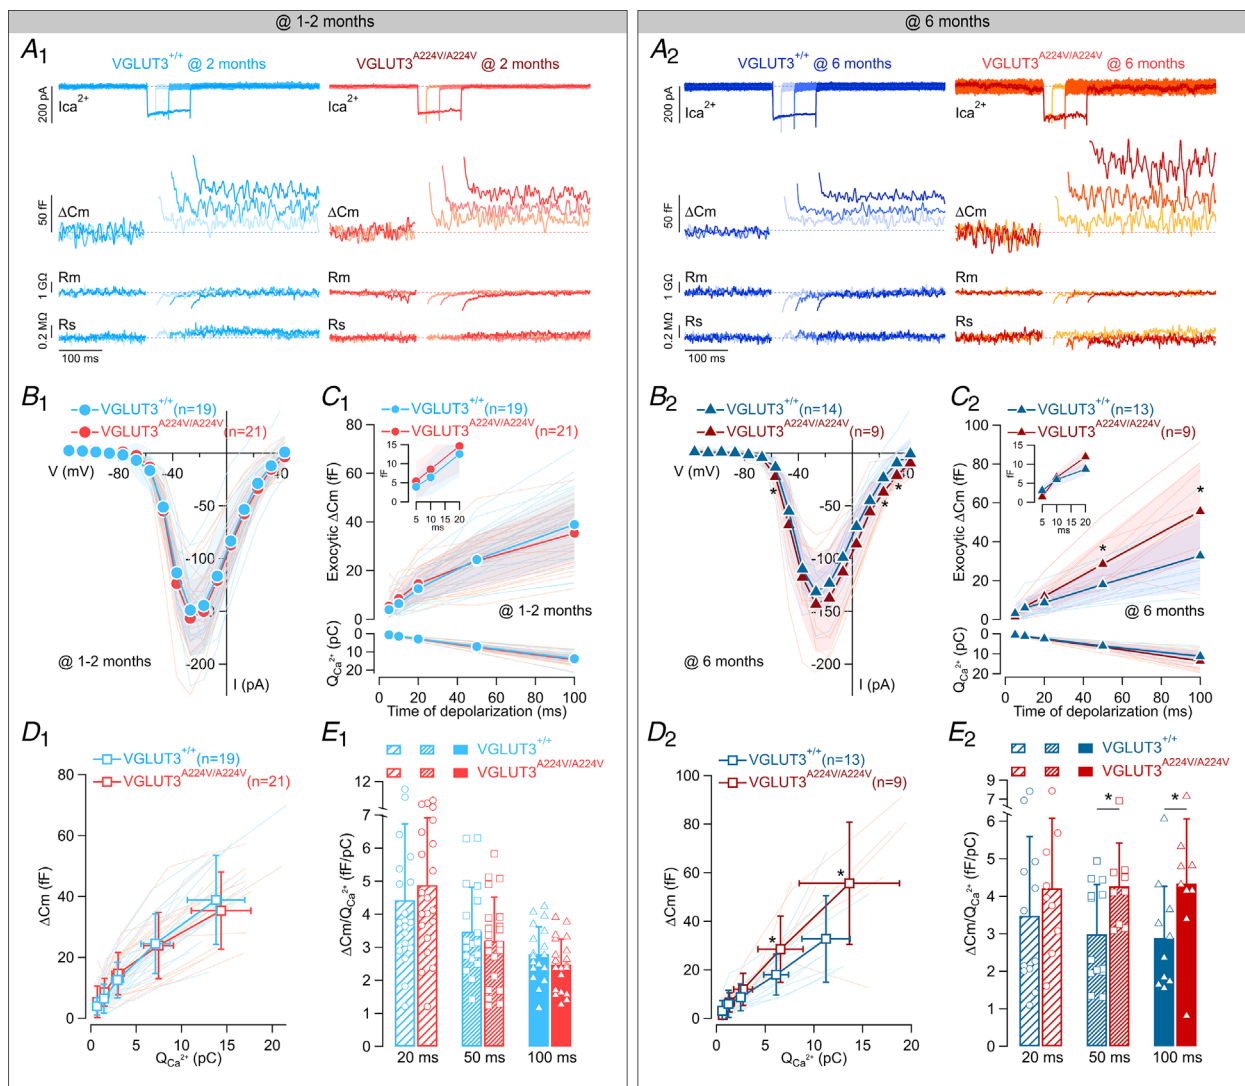 @ 1-2 months
A1
VGLUT3+/+ @ 2 months
VGLUT3A224V/A224V @ 2 months
200 pA
Ica2+
50 fF
ΔCm
1 GΩ
Rm
0.2 MΩ
Rs
100 ms
B1
VGLUT3+/+ (n=19)
VGLUT3A224V/A224V (n=21)
V (mV)
-80
-40
40
-50
-100
-150
-200
I (pA)
@ 1-2 months
C1
VGLUT3+/+ (n=19)
VGLUT3A224V/A224V (n=21)
Exocytic ΔCm (fF)
80
60
40
20
0
fF
15
10
5
0
5 10 20
ms
@ 1-2 months
QCa2+ (pC)
0
10
20
0 20 40 60 80 100
Time of depolarization (ms)
D1
VGLUT3+/+ (n=19)
VGLUT3A224V/A224V (n=21)
ΔCm (fF)
80
60
40
20
0
0 5 10 15 20
QCa2+ (pC)
E1
VGLUT3+/+
VGLUT3A224V/A224V
ΔCm/QCa2+ (fF/pC)
12
7
6
5
4
3
2
1
0
20 ms 50 ms 100 ms
@ 6 months
A2
VGLUT3+/+ @ 6 months
VGLUT3A224V/A224V @ 6 months
200 pA
Ica2+
50 fF
ΔCm
1 GΩ
Rm
0.2 MΩ
Rs
100 ms
B2
VGLUT3+/+ (n=14)
VGLUT3A224V/A224V (n=9)
V (mV)
-80
-40
40
-50
-100
-150
-200
*
* *
I (pA)
@ 6 months
C2
VGLUT3+/+ (n=13)
VGLUT3A224V/A224V (n=9)
Exocytic ΔCm (fF)
100
80
60
40
20
0
fF
15
10
5
0
5 10 20
ms
*
*
@ 6 months
QCa2+ (pC)
0
10
20
0 20 40 60 80 100
Time of depolarization (ms)
D2
VGLUT3+/+ (n=13)
VGLUT3A224V/A224V (n=9)
ΔCm (fF)
100
80
60
40
20
0
*
*
0 5 10 15 20
QCa2+ (pC)
E2
VGLUT3+/+
VGLUT3A224V/A224V
ΔCm/QCa2+ (fF/pC)
9
7
6
5
4
3
2
1
0
* *
20 ms 50 ms 100 ms